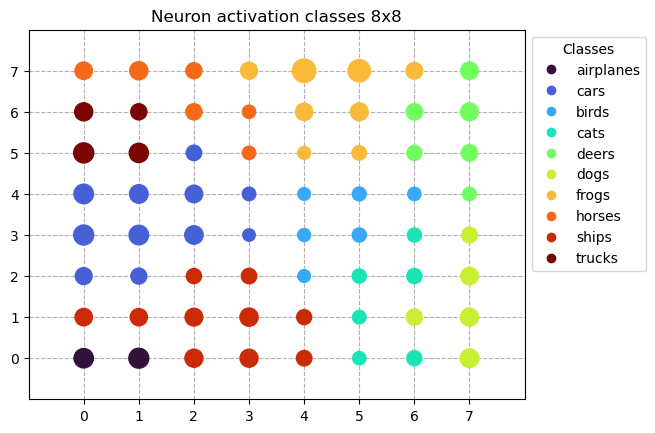 Neuron activation classes 8x8
7
6
5
4
3
2
1
0
0 1 2 3 4 5 6 7
Classes
airplanes
cars
birds
cats
deers
dogs
frogs
horses
ships
trucks